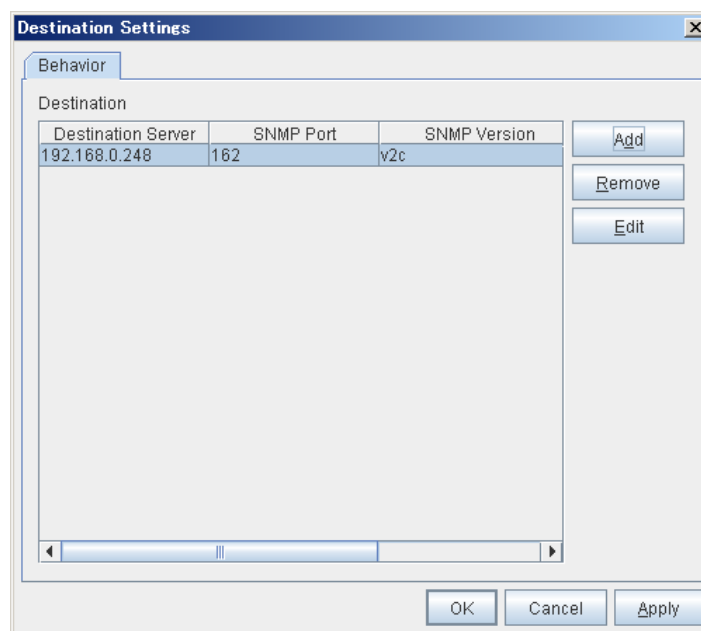 Destination Settings
Behavior
Destination
Destination Server SNMP Port SNMP Version
192.168.0.248 162 v2c
Add
Remove
Edit
OK Cancel Apply